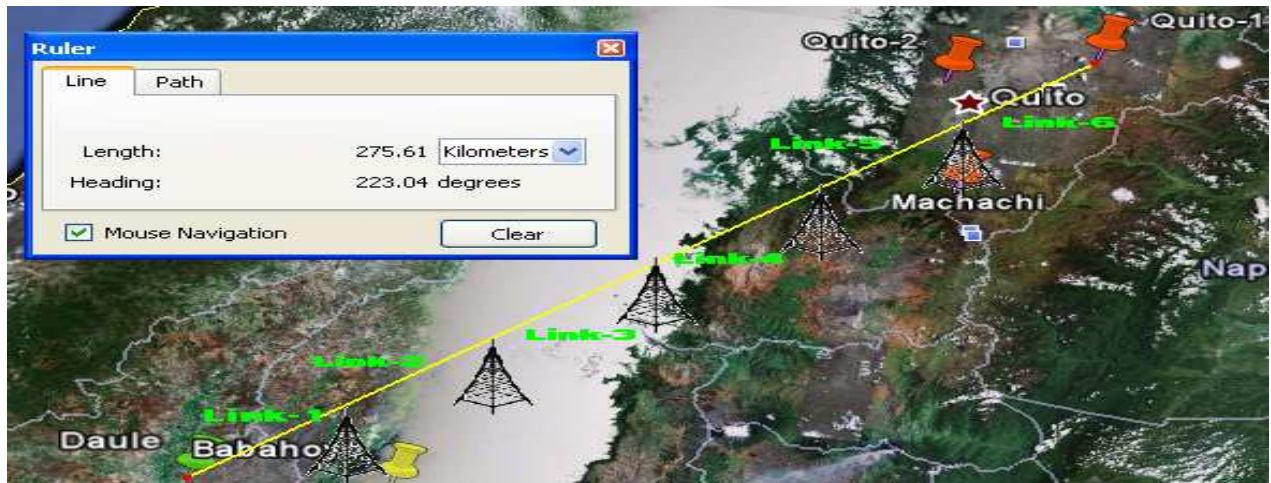 Ruler
Line Path
Length: 275.61 Kilometers
Heading: 223.04 degrees
Mouse Navigation Clear
Quito-1
Quito-2
Quito
Link-6
Link-5
Machachi
Link-4
Nap
Link-3
Link-2
Link-1
Daule Babaho